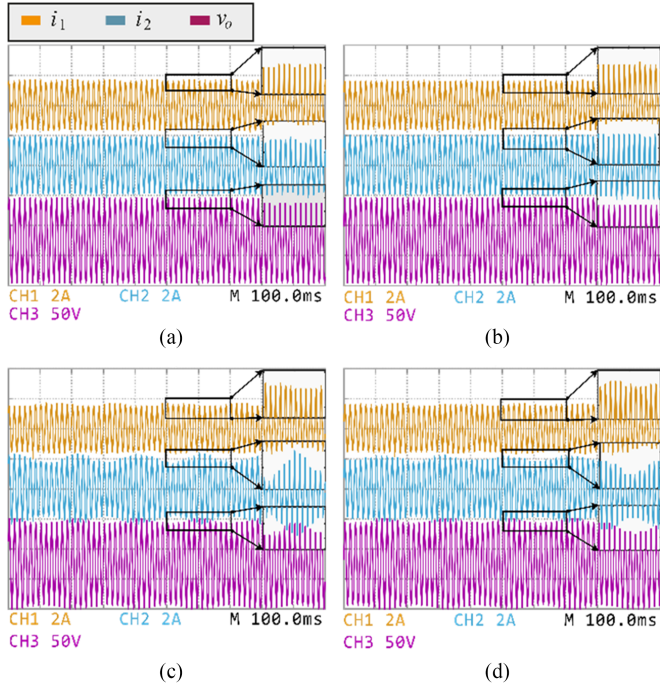 i₁ i₂ vₒ
CH1 2A CH2 2A M 100.0ms
CH3 50V
(a)
CH1 2A CH2 2A M 100.0ms
CH3 50V
(b)
CH1 2A CH2 2A M 100.0ms
CH3 50V
(c)
CH1 2A CH2 2A M 100.0ms
CH3 50V
(d)